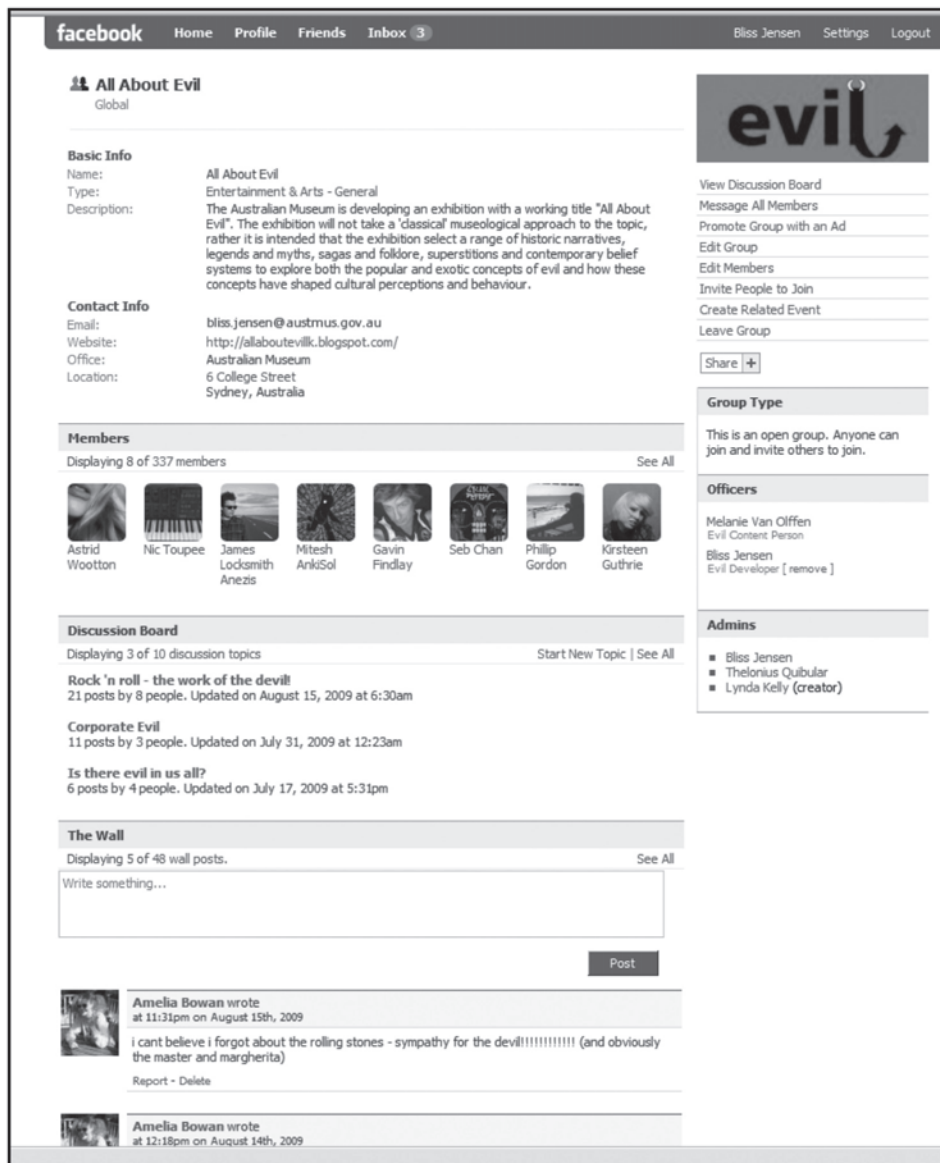 facebook Home Profile Friends Inbox 3 Bliss Jensen Settings Logout
All About Evil
Global
Basic Info
Name: All About Evil
Type: Entertainment & Arts - General
Description: The Australian Museum is developing an exhibition with a working title "All About
Evil". The exhibition will not take a 'classical' museological approach to the topic,
rather it is intended that the exhibition select a range of historic narratives,
legends and myths, sagas and folklore, superstitions and contemporary belief
systems to explore both the popular and exotic concepts of evil and how these
concepts have shaped cultural perceptions and behaviour.
Contact Info
Email: bliss.jensen@austmus.gov.au
Website: http://allaboutevilk.blogspot.com/
Office: Australian Museum
Location: 6 College Street
Sydney, Australia
Members
Displaying 8 of 337 members See All
Astrid Wootton
Nic Toupee
James Locksmith Anezis
Mitesh AnkiSol
Gavin Findlay
Seb Chan
Phillip Gordon
Kirsteen Guthrie
Discussion Board
Displaying 3 of 10 discussion topics Start New Topic | See All
Rock 'n roll - the work of the devil!
21 posts by 8 people. Updated on August 15, 2009 at 6:30am
Corporate Evil
11 posts by 3 people. Updated on July 31, 2009 at 12:23am
Is there evil in us all?
6 posts by 4 people. Updated on July 17, 2009 at 5:31pm
The Wall
Displaying 5 of 48 wall posts. See All
Write something...
Post
Amelia Bowan wrote
at 11:31pm on August 15th, 2009
i cant believe i forgot about the rolling stones - sympathy for the devil!!!!!!!!!!!! (and obviously
the master and margherita)
Report - Delete
Amelia Bowan wrote
at 12:18pm on August 14th, 2009
evil
View Discussion Board
Message All Members
Promote Group with an Ad
Edit Group
Edit Members
Invite People to Join
Create Related Event
Leave Group
Share +
Group Type
This is an open group. Anyone can
join and invite others to join.
Officers
Melanie Van Olffen
Evil Content Person
Bliss Jensen
Evil Developer [ remove ]
Admins
Bliss Jensen
Thelonius Quibular
Lynda Kelly (creator)